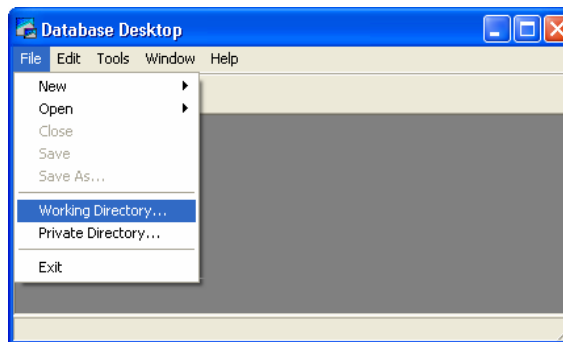 Database Desktop
File Edit Tools Window Help
New
Open
Close
Save
Save As...
Working Directory...
Private Directory...
Exit